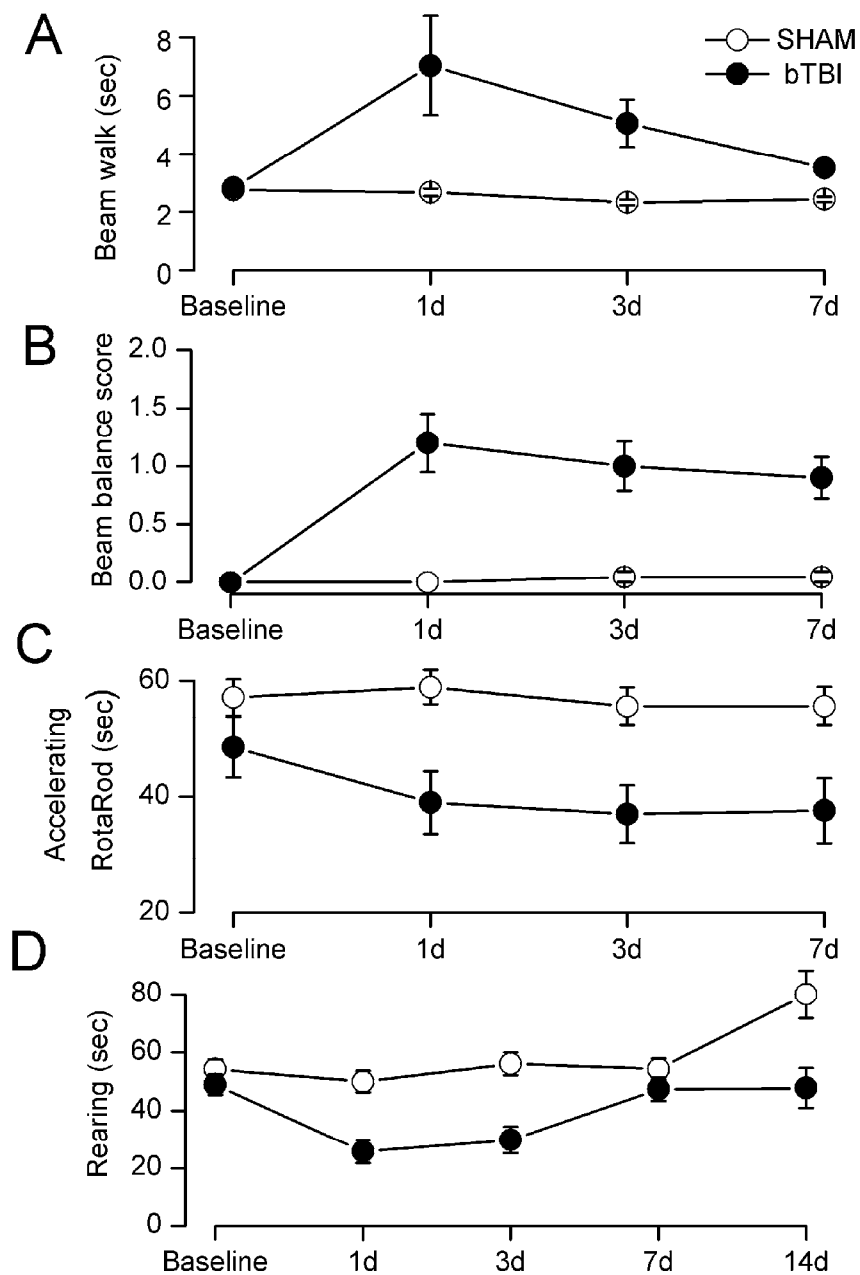 A
SHAM
bTBI
Beam walk (sec)
8
6
4
2
0
Baseline 1d 3d 7d
B
Beam balance score
2.0
1.5
1.0
0.5
0.0
Baseline 1d 3d 7d
C
Accelerating
RotaRod (sec)
60
40
20
Baseline 1d 3d 7d
D
Rearing (sec)
80
60
40
20
0
Baseline 1d 3d 7d 14d